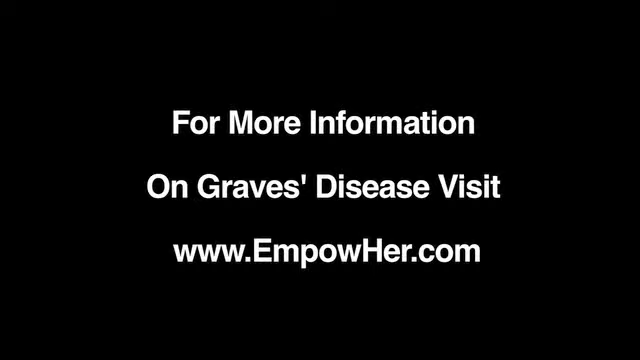 For More Information
On Graves' Disease Visit
www.EmpowHer.com